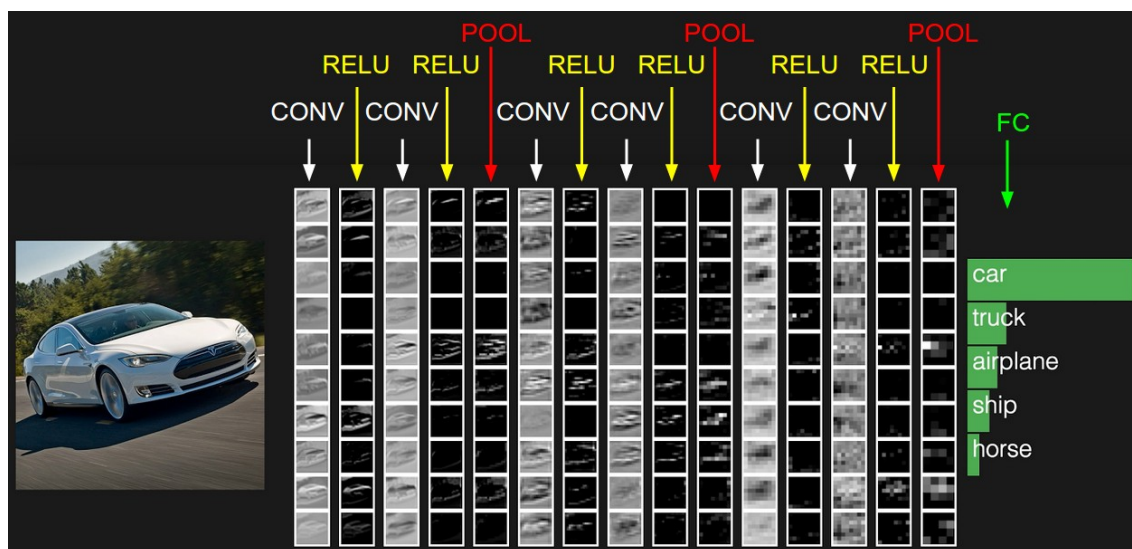 POOL POOL POOL
RELU RELU RELU RELU RELU RELU
CONV CONV CONV CONV CONV CONV
FC
car
truck
airplane
ship
horse